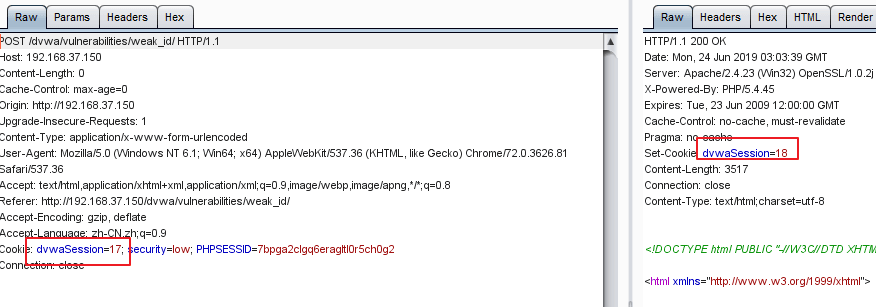 Raw Params Headers Hex
POST /dvwa/vulnerabilities/weak_id/ HTTP/1.1
Host: 192.168.37.150
Content-Length: 0
Cache-Control: max-age=0
Origin: http://192.168.37.150
Upgrade-Insecure-Requests: 1
Content-Type: application/x-www-form-urlencoded
User-Agent: Mozilla/5.0 (Windows NT 6.1; Win64; x64) AppleWebKit/537.36 (KHTML, like Gecko) Chrome/72.0.3626.81
Safari/537.36
Accept: text/html,application/xhtml+xml,application/xml;q=0.9,image/webp,image/apng,*/*;q=0.8
Referer: http://192.168.37.150/dvwa/vulnerabilities/weak_id/
Accept-Encoding: gzip, deflate
Accept-Language: zh-CN,zh;q=0.9
Cookie: dvwaSession=17; security=low; PHPSESSID=7bpga2clgq6eragltl0r5ch0g2
Connection: close
Raw Headers Hex HTML Render
HTTP/1.1 200 OK
Date: Mon, 24 Jun 2019 03:03:39 GMT
Server: Apache/2.4.23 (Win32) OpenSSL/1.0.2j
X-Powered-By: PHP/5.4.45
Expires: Tue, 23 Jun 2009 12:00:00 GMT
Cache-Control: no-cache, must-revalidate
Pragma: no-cache
Set-Cookie: dvwaSession=18
Content-Length: 3517
Connection: close
Content-Type: text/html;charset=utf-8
<!DOCTYPE html PUBLIC "-//W3C//DTD XHTM
<html xmlns="http://www.w3.org/1999/xhtml">